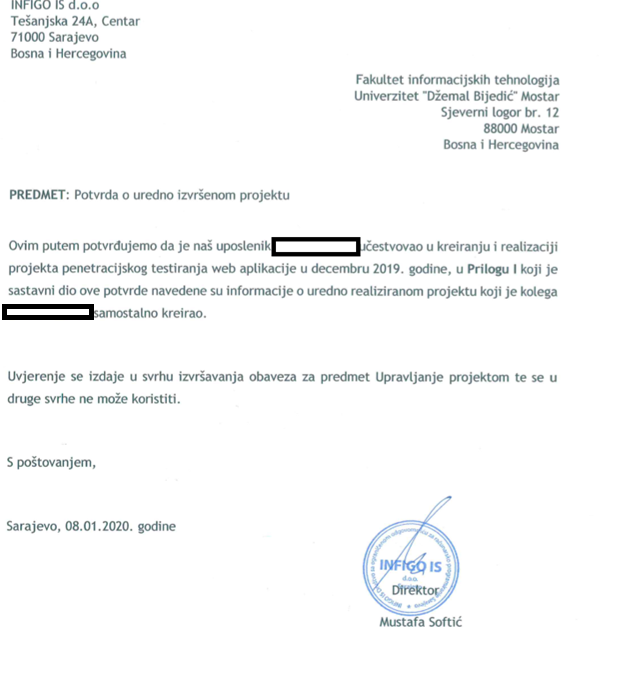 INFIGO IS d.o.o
Tešanjska 24A, Centar
71000 Sarajevo
Bosna i Hercegovina
Fakultet informacijskih tehnologija
Univerzitet "Džemal Bijedić" Mostar
Sjeverni logor br. 12
88000 Mostar
Bosna i Hercegovina
PREDMET: Potvrda o uredno izvršenom projektu
Ovim putem potvrđujemo da je naš uposlenik učestvovao u kreiranju i realizaciji
projekta penetracijskog testiranja web aplikacije u decembru 2019. godine, u Prilogu I koji je
sastavni dio ove potvrde navedene su informacije o uredno realiziranom projektu koji je kolega
samostalno kreirao.
Uvjerenje se izdaje u svrhu izvršavanja obaveza za predmet Upravljanje projektom te se u
druge svrhe ne može koristiti.
S poštovanjem,
Sarajevo, 08.01.2020. godine
INFIGO IS
d.o.o.
Direktor
Mustafa Softić